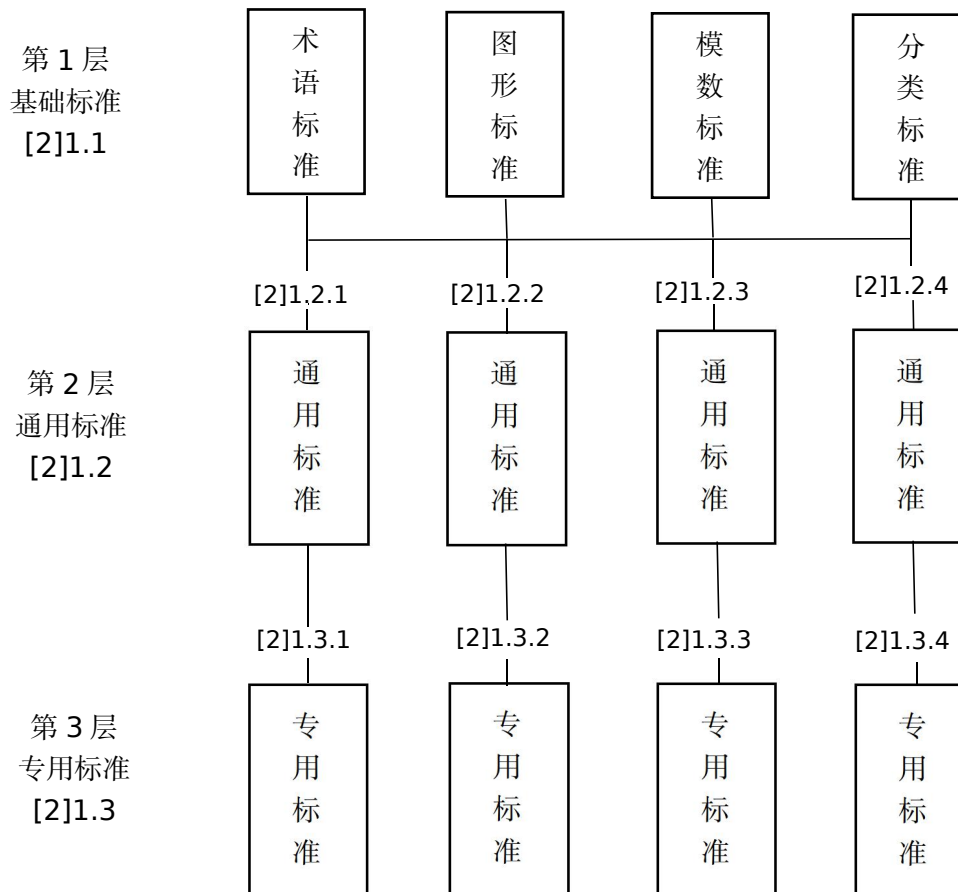 第 1 层
基础标准
[2]1.1
术语标准
图形标准
模数标准
分类标准
[2]1.2.1
[2]1.2.2
[2]1.2.3
[2]1.2.4
第 2 层
通用标准
[2]1.2
通用标准
通用标准
通用标准
通用标准
[2]1.3.1
[2]1.3.2
[2]1.3.3
[2]1.3.4
第 3 层
专用标准
[2]1.3
专用标准
专用标准
专用标准
专用标准